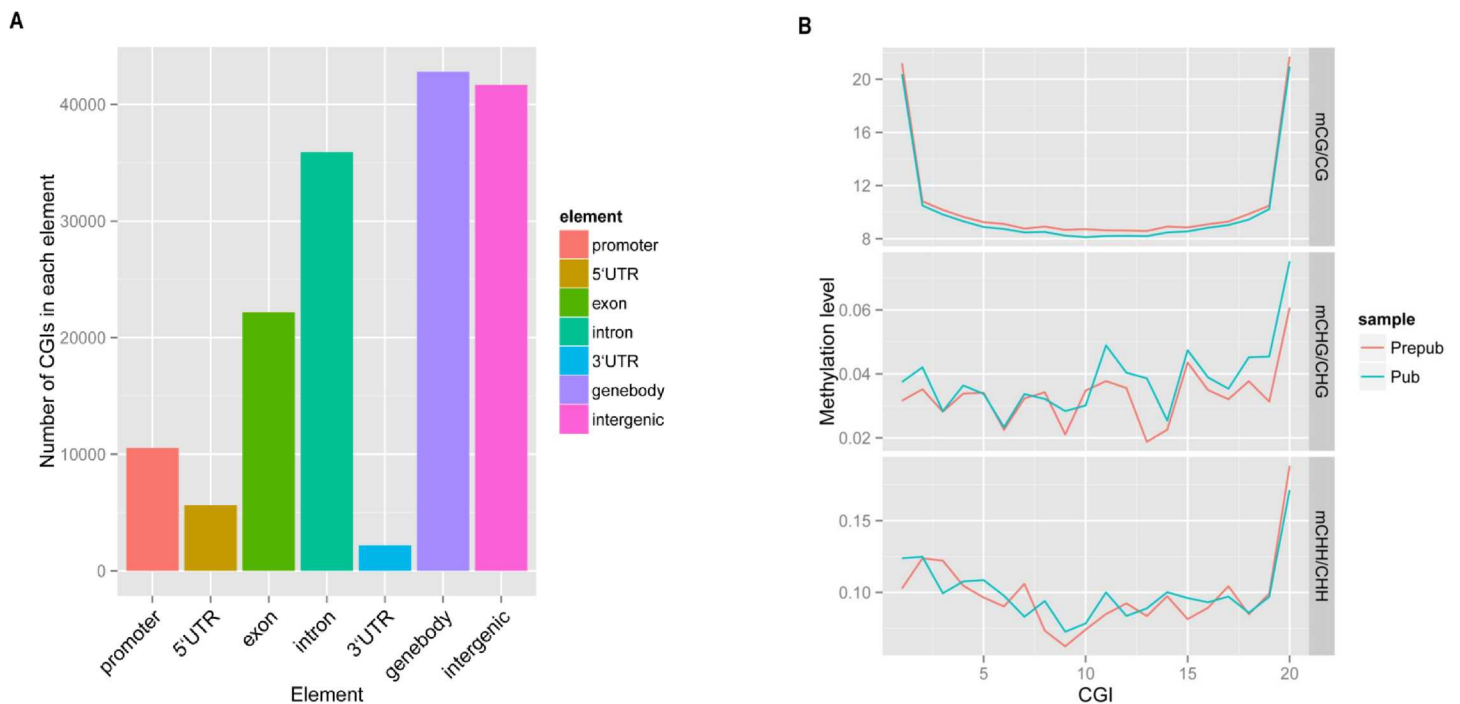 A
Number of CGIs in each element
40000
30000
20000
10000
0
promoter
5'UTR
exon
intron
3'UTR
genebody
intergenic
Element
element
promoter
5'UTR
exon
intron
3'UTR
genebody
intergenic
B
Methylation level
20
16
12
8
mCG/CG
0.06
0.04
0.02
mCHG/CHG
0.15
0.10
mCHH/CHH
5
10
15
20
CGI
sample
Prepub
Pub